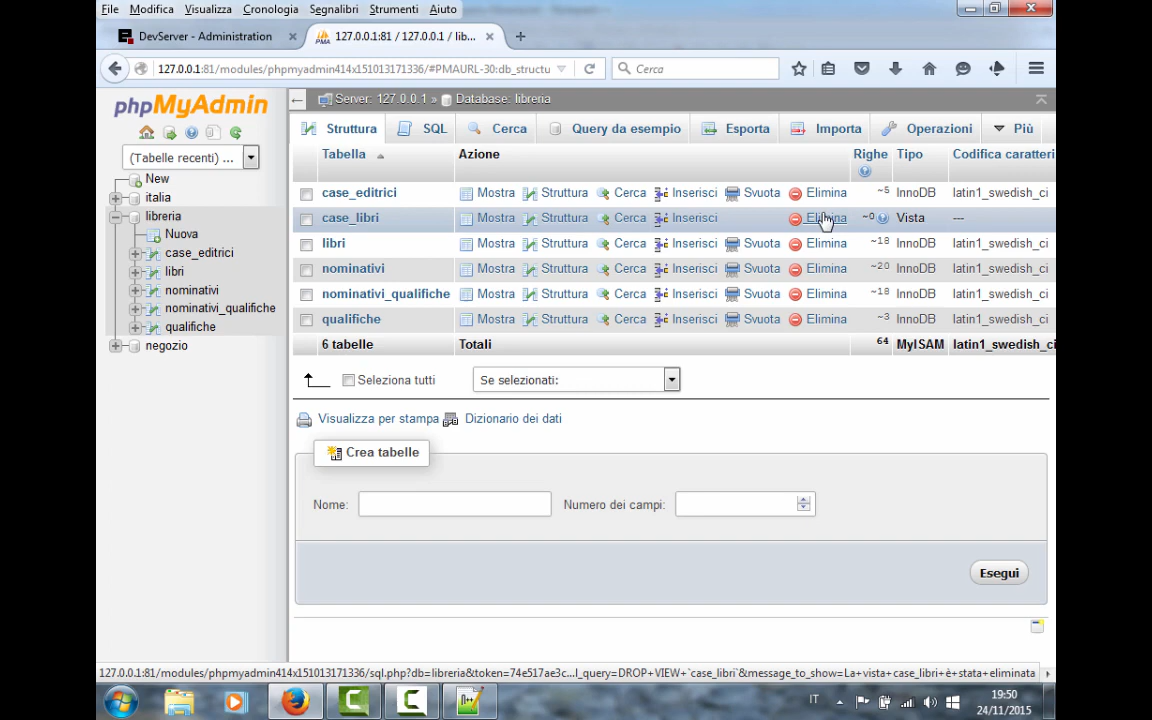 File Modifica Visualizza Cronologia Segnalibri Strumenti Aiuto
DevServer - Administration × 127.0.0.1:81 / 127.0.0.1 / lib... × +
127.0.0.1:81/modules/phpmyadmin414x151013171336/#PMAURL-30:db_structu Cerca
phpMyAdmin
(Tabelle recenti) ...
New
italia
libreria
Nuova
case_editrici
libri
nominativi
nominativi_qualifiche
qualifiche
negozio
Server: 127.0.0.1 » Database: libreria
Struttura SQL Cerca Query da esempio Esporta Importa Operazioni Più
Tabella Azione Righe Tipo Codifica caratteri
case_editrici Mostra Struttura Cerca Inserisci Svuota Elimina ~5 InnoDB latin1_swedish_ci
case_libri Mostra Struttura Cerca Inserisci Elimina ~0 Vista ---
libri Mostra Struttura Cerca Inserisci Svuota Elimina ~18 InnoDB latin1_swedish_ci
nominativi Mostra Struttura Cerca Inserisci Svuota Elimina ~20 InnoDB latin1_swedish_ci
nominativi_qualifiche Mostra Struttura Cerca Inserisci Svuota Elimina ~18 InnoDB latin1_swedish_ci
qualifiche Mostra Struttura Cerca Inserisci Svuota Elimina ~3 InnoDB latin1_swedish_ci
6 tabelle Totali 64 MyISAM latin1_swedish_ci
Seleziona tutti Se selezionati:
Visualizza per stampa Dizionario dei dati
Crea tabelle
Nome: Numero dei campi:
Esegui
127.0.0.1:81/modules/phpmyadmin414x151013171336/sql.php?db=libreria&token=74e517ae3c...l_query=DROP+VIEW+`case_libri`&message_to_show=La+vista+case_libri+è+stata+eliminata
IT 19:50
24/11/2015